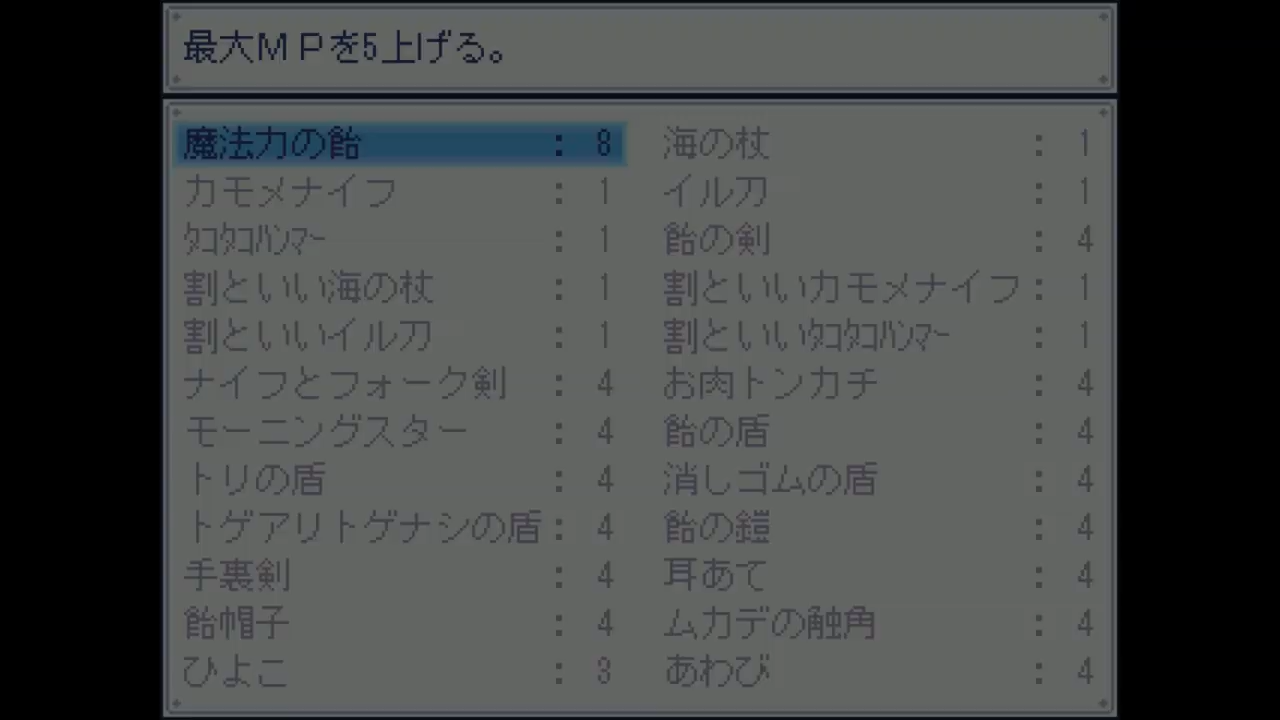 最大ＭＰを5上げる。
魔法力の飴 : 8 海の杖 : 1
カモメナイフ : 1 イル刀 : 1
ﾀｺﾀｺﾊﾝﾏｰ : 1 飴の剣 : 4
割といい海の杖 : 1 割といいカモメナイフ : 1
割といいイル刀 : 1 割といいﾀｺﾀｺﾊﾝﾏｰ : 1
ナイフとフォーク剣 : 4 お肉トンカチ : 4
モーニングスター : 4 飴の盾 : 4
トリの盾 : 4 消しゴムの盾 : 4
トゲアリトゲナシの盾 : 4 飴の鎧 : 4
手裏剣 : 4 耳あて : 4
飴帽子 : 4 ムカデの触角 : 4
ひよこ : 3 あわび : 4